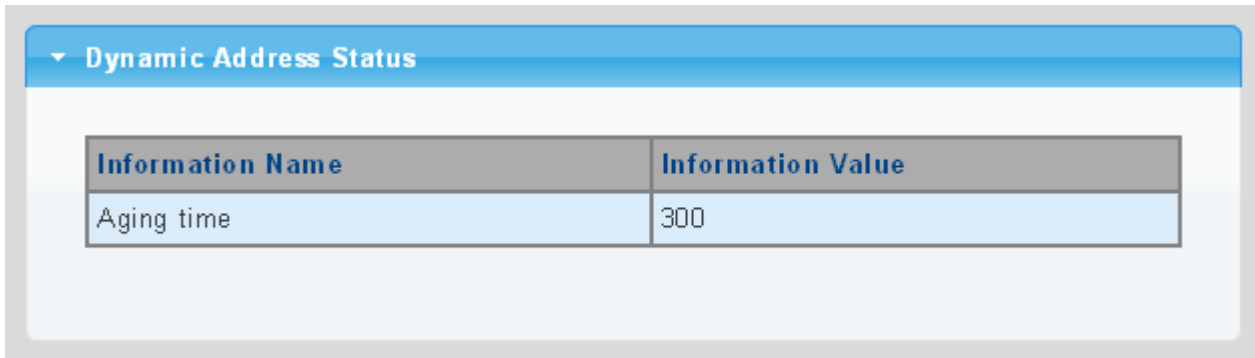 Dynamic Address Status
Information Name Information Value
Aging time 300